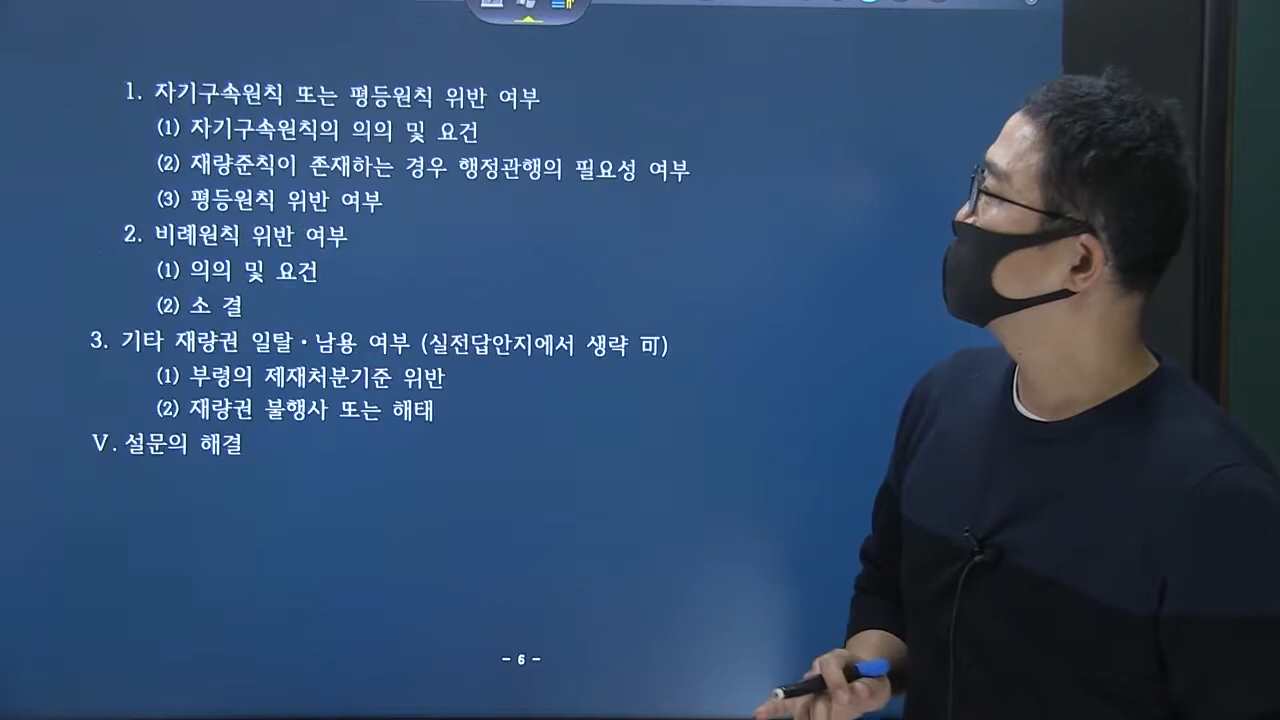 1. 자기구속원칙 또는 평등원칙 위반 여부
(1) 자기구속원칙의 의의 및 요건
(2) 재량준칙이 존재하는 경우 행정관행의 필요성 여부
(3) 평등원칙 위반 여부
2. 비례원칙 위반 여부
(1) 의의 및 요건
(2) 소 결
3. 기타 재량권 일탈·남용 여부 (실전답안지에서 생략 可)
(1) 부령의 제재처분기준 위반
(2) 재량권 불행사 또는 해태
Ⅴ. 설문의 해결
- 6 -